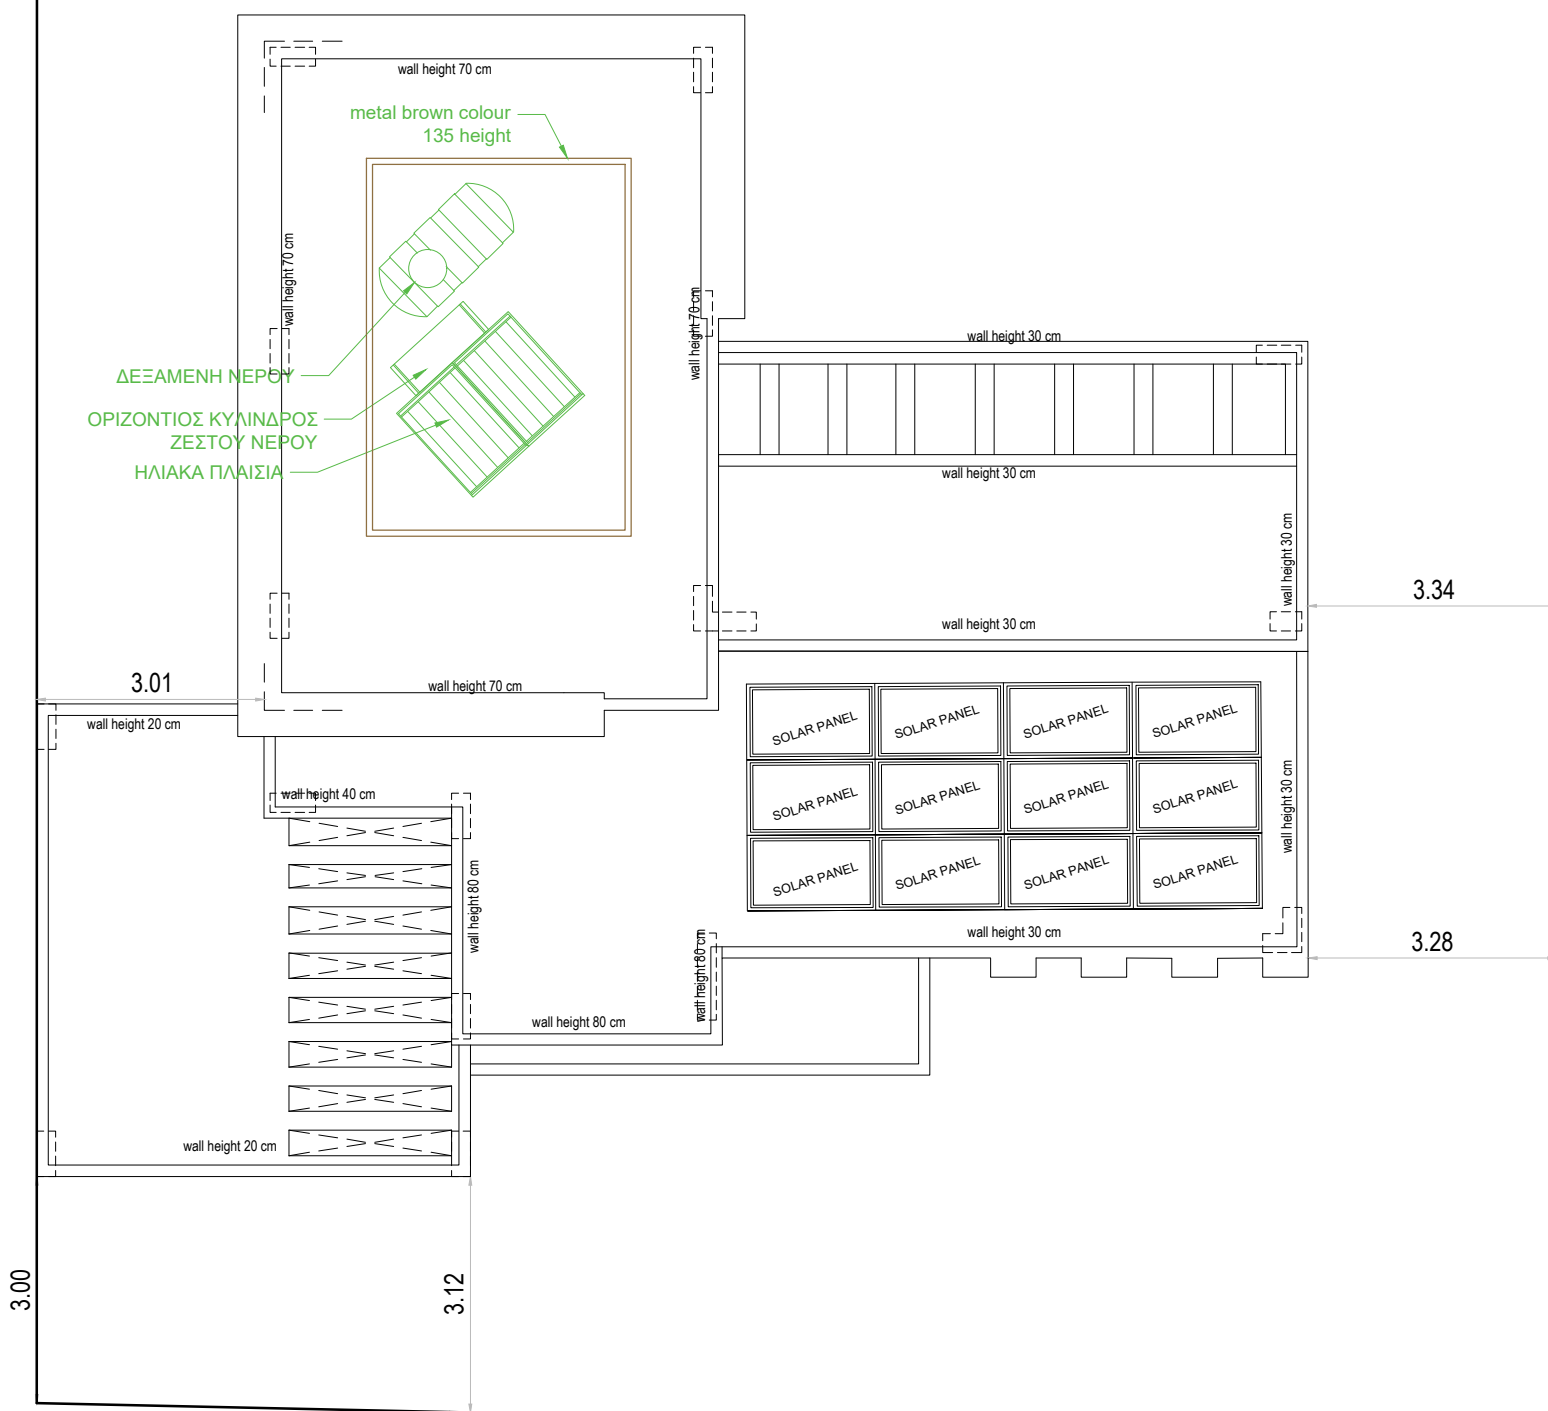 wall height 70 cm
metal brown colour
135 height
wall height 70 cm
wall height 70 cm
wall height 30 cm
ΔΕΞΑΜΕΝΗ ΝΕΡΟΥ
ΟΡΙΖΟΝΤΙΟΣ ΚΥΛΙΝΔΡΟΣ
ΖΕΣΤΟΥ ΝΕΡΟΥ
ΗΛΙΑΚΑ ΠΛΑΙΣΙΑ
wall height 30 cm
wall height 30 cm
3.34
wall height 30 cm
3.01
wall height 70 cm
wall height 20 cm
SOLAR PANEL
SOLAR PANEL
SOLAR PANEL
SOLAR PANEL
wall height 40 cm
SOLAR PANEL
SOLAR PANEL
SOLAR PANEL
SOLAR PANEL
wall height 30 cm
SOLAR PANEL
SOLAR PANEL
SOLAR PANEL
SOLAR PANEL
wall height 80 cm
wall height 30 cm
3.28
wall height 80 cm
wall height 80 cm
wall height 20 cm
3.00
3.12